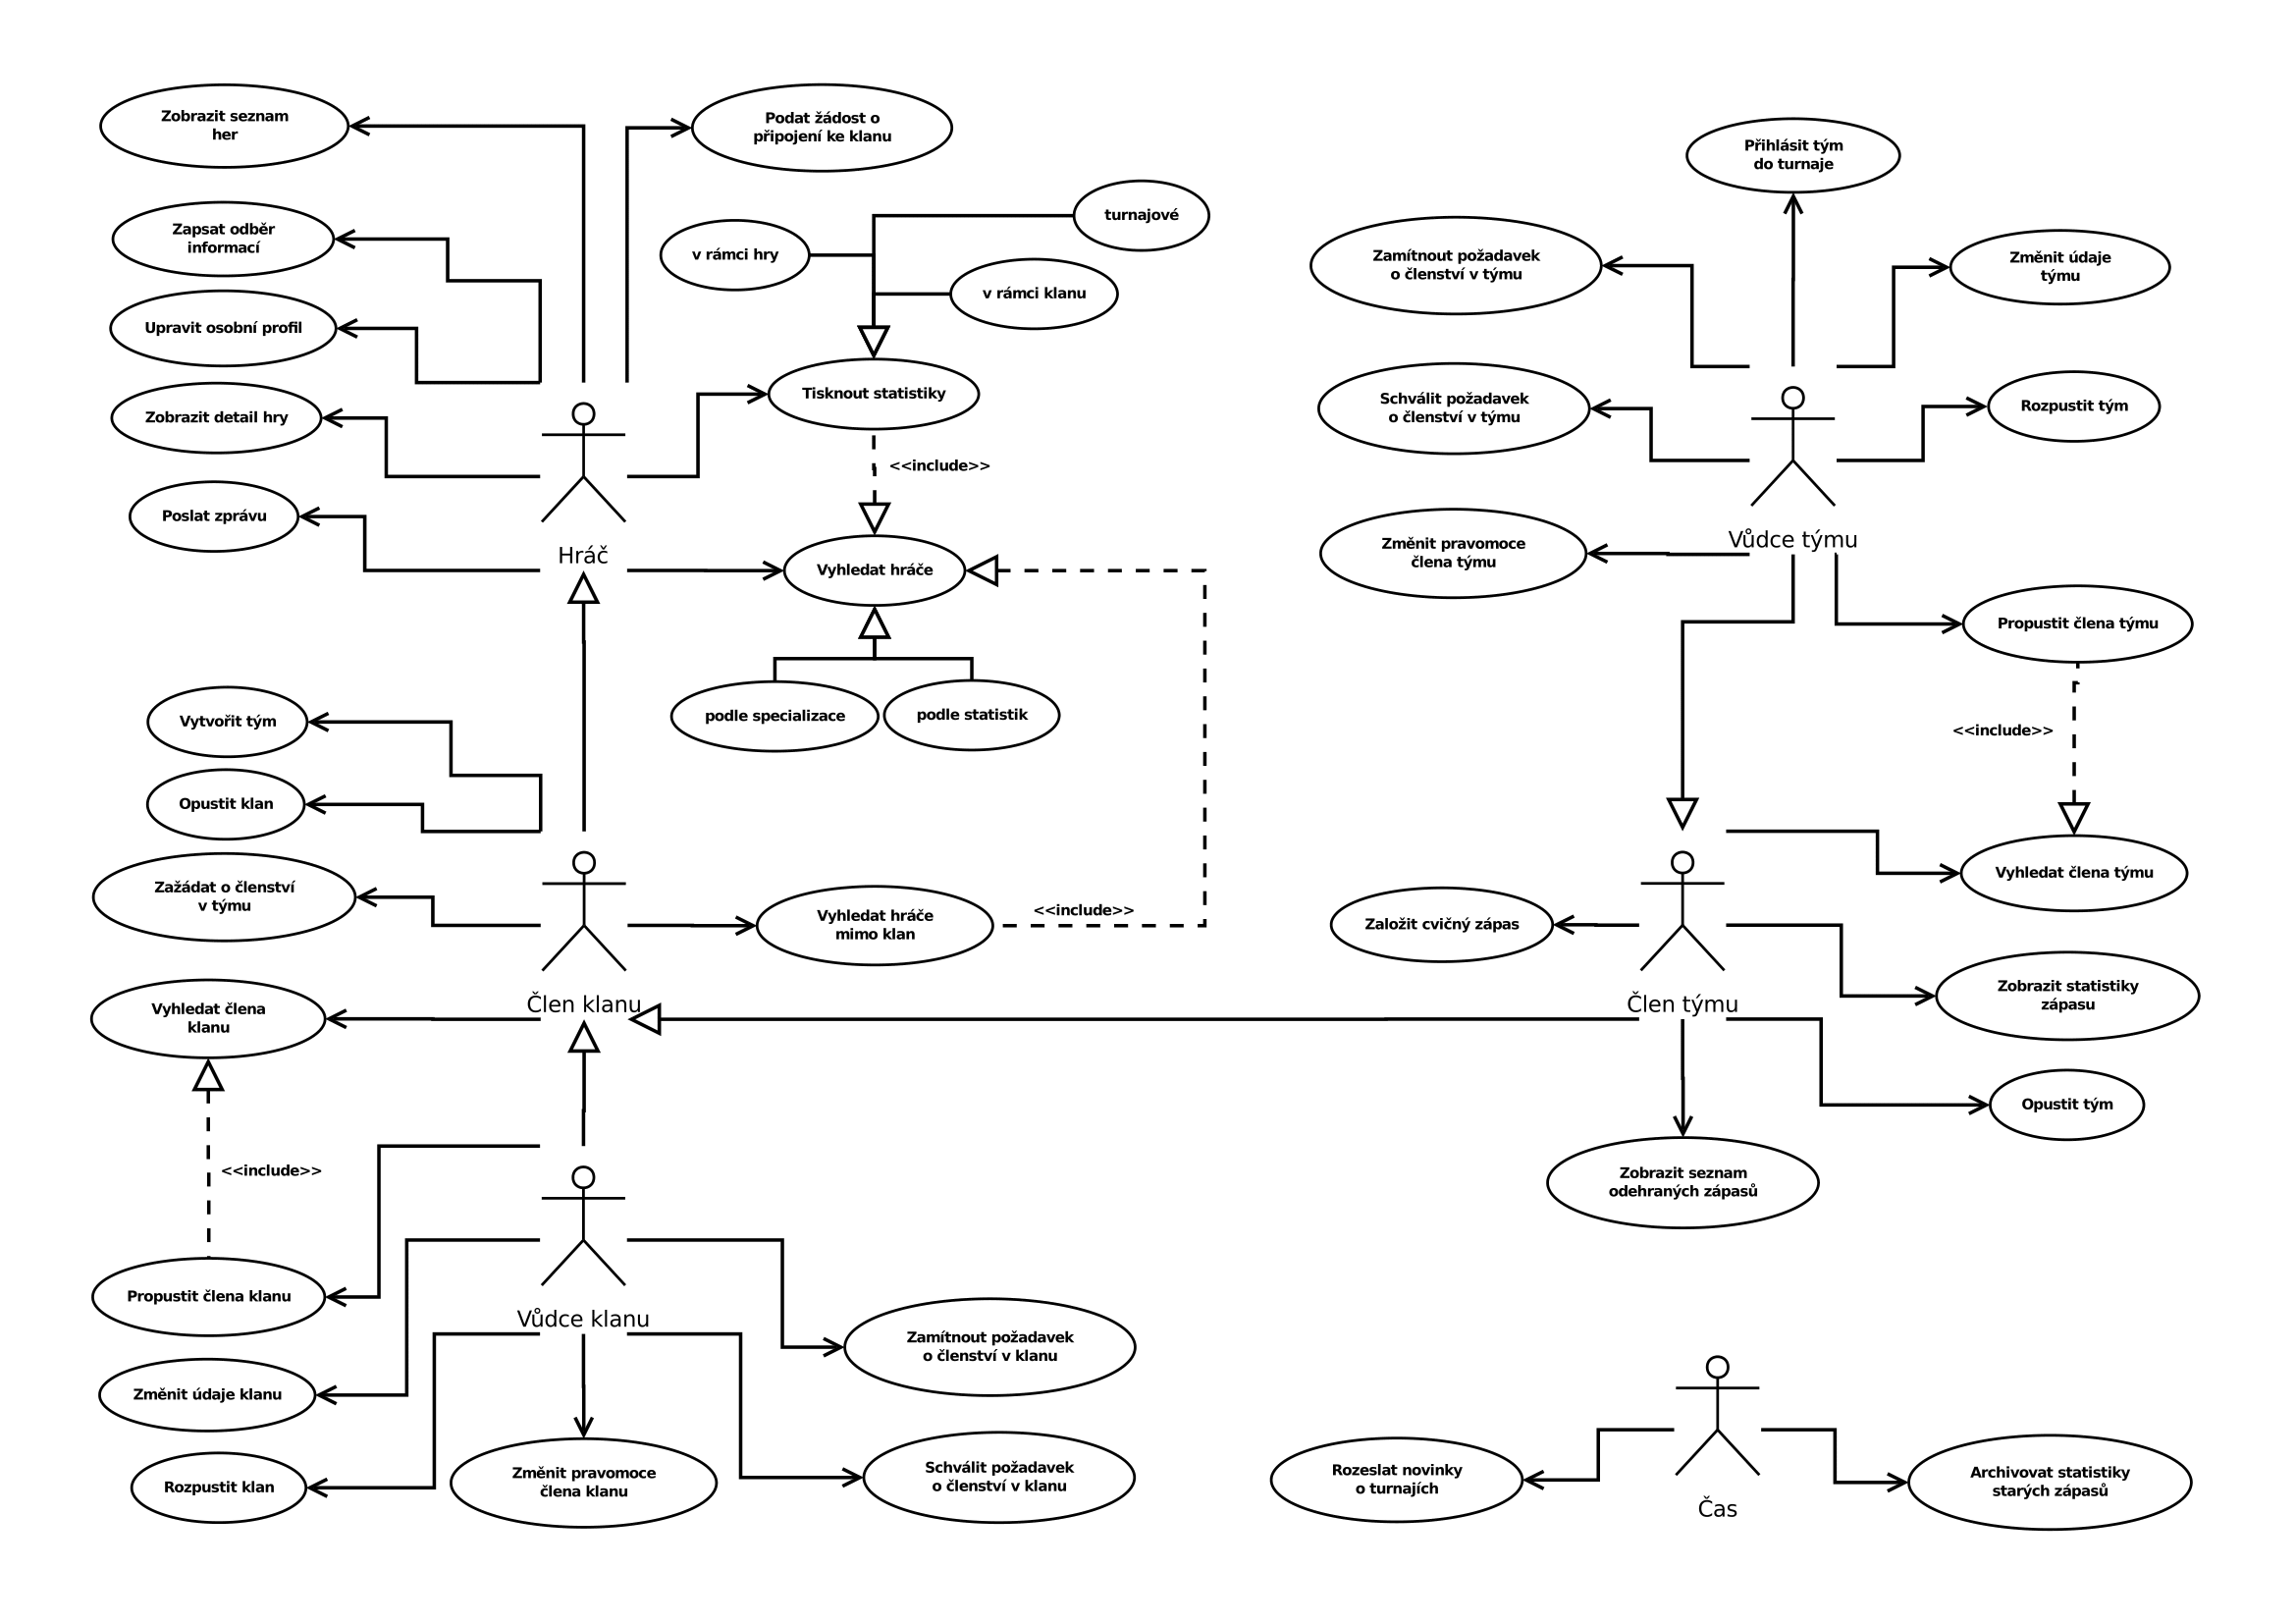 Zobrazit seznam
her
Podat žádost o
připojení ke klanu
Zapsat odběr
informací
turnajové
v rámci hry
v rámci klanu
Upravit osobní profil
Zobrazit detail hry
Tisknout statistiky
<<include>>
Poslat zprávu
Hráč
Vyhledat hráče
podle specializace
podle statistik
Vytvořit tým
Opustit klan
Zažádat o členství
v týmu
Vyhledat hráče
mimo klan
<<include>>
Člen klanu
Vyhledat člena
klanu
<<include>>
Propustit člena klanu
Vůdce klanu
Změnit údaje klanu
Rozpustit klan
Změnit pravomoce
člena klanu
Zamítnout požadavek
o členství v klanu
Schválit požadavek
o členství v klanu
Přihlásit tým
do turnaje
Zamítnout požadavek
o členství v týmu
Změnit údaje
týmu
Schválit požadavek
o členství v týmu
Rozpustit tým
Vůdce týmu
Změnit pravomoce
člena týmu
Propustit člena týmu
<<include>>
Vyhledat člena týmu
Založit cvičný zápas
Člen týmu
Zobrazit statistiky
zápasu
Opustit tým
Zobrazit seznam
odehraných zápasů
Rozeslat novinky
o turnajích
Čas
Archivovat statistiky
starých zápasů